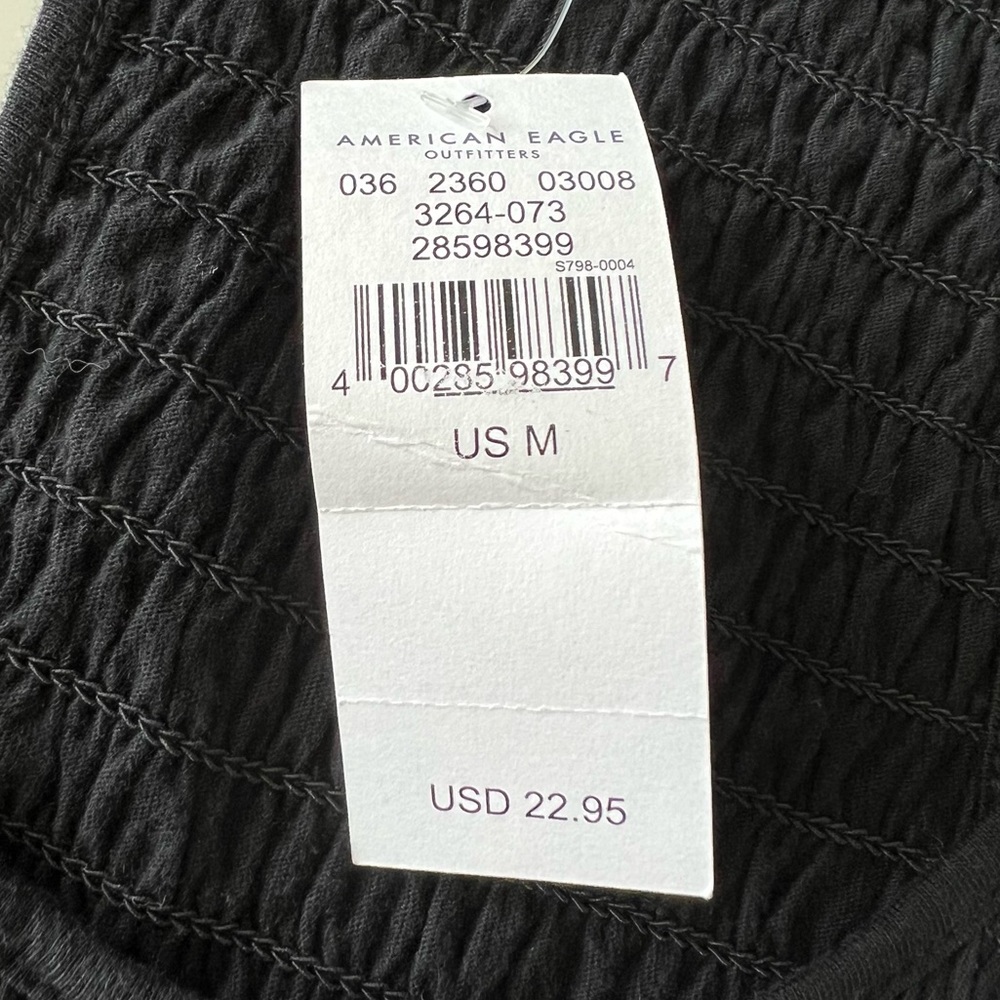 AMERICAN EAGLE
OUTFITTERS
036 2360 03008
3264-073
28598399
S798-0004
4 00285 98399 7
US M
USD 22.95